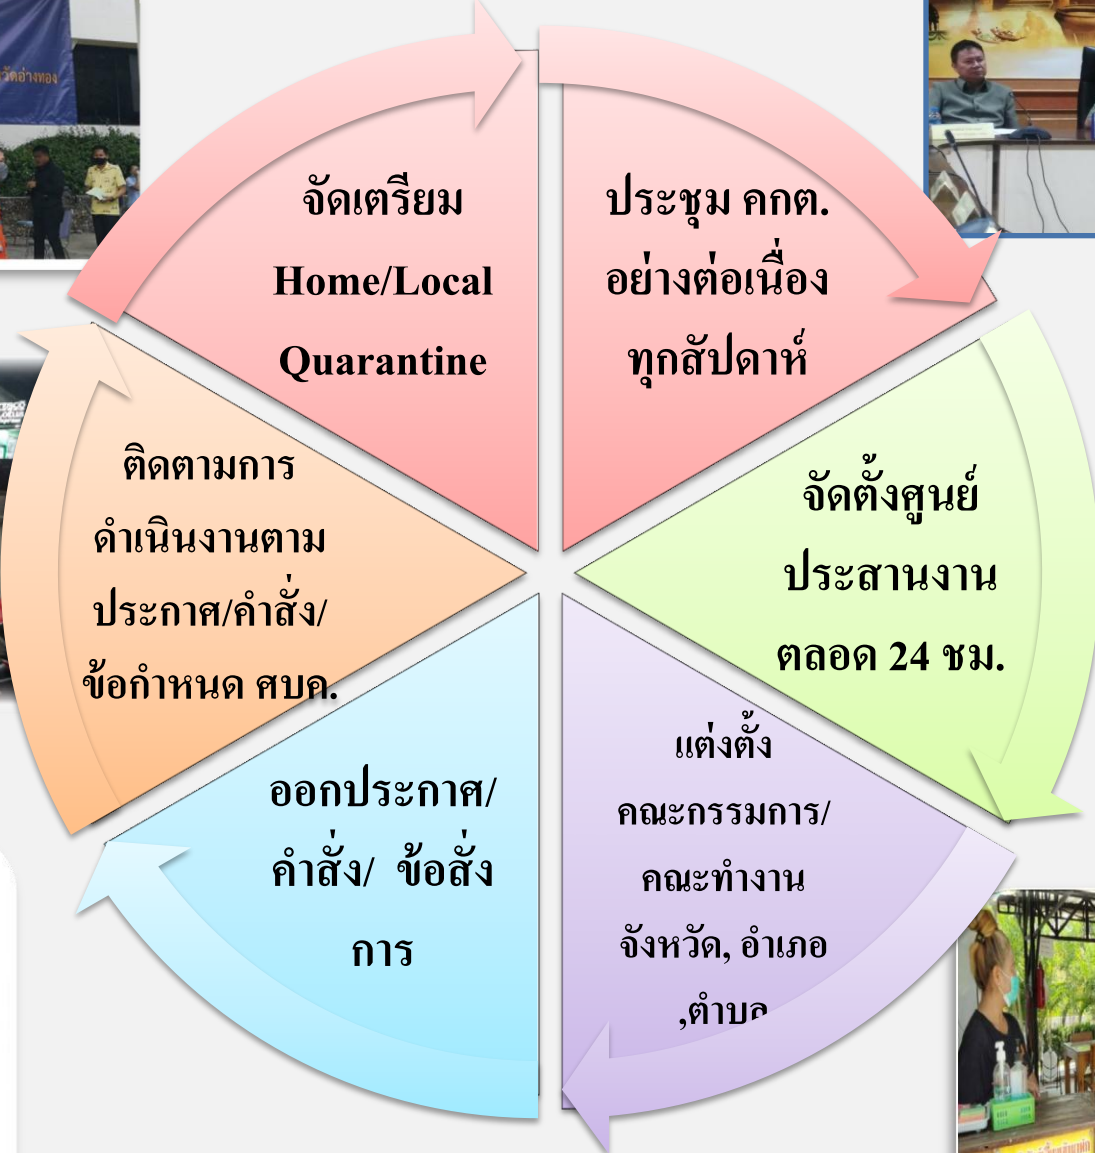 วัดอ่างทอง
จัดเตรียม
Home/Local
Quarantine
ประชุม คกต.
อย่างต่อเนื่อง
ทุกสัปดาห์
จัดตั้งศูนย์
ประสานงาน
ตลอด 24 ชม.
แต่งตั้ง
คณะกรรมการ/
คณะทำงาน
จังหวัด, อำเภอ
,ตำบล
ออกประกาศ/
คำสั่ง/ ข้อสั่ง
การ
ติดตามการ
ดำเนินงานตาม
ประกาศ/คำสั่ง/
ข้อกำหนด ศบค.